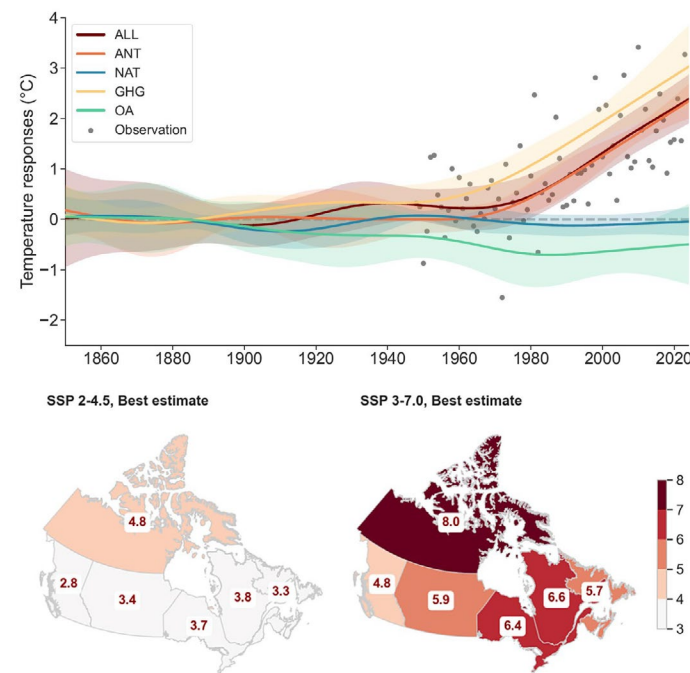 4
3
2
1
0
−1
−2
Temperature responses (°C)
ALL
ANT
NAT
GHG
OA
Observation
1860 1880 1900 1920 1940 1960 1980 2000 2020
SSP 2-4.5, Best estimate
4.8
2.8
3.4
3.7
3.8
3.3
SSP 3-7.0, Best estimate
8.0
4.8
5.9
6.4
6.6
5.7
8
7
6
5
4
3